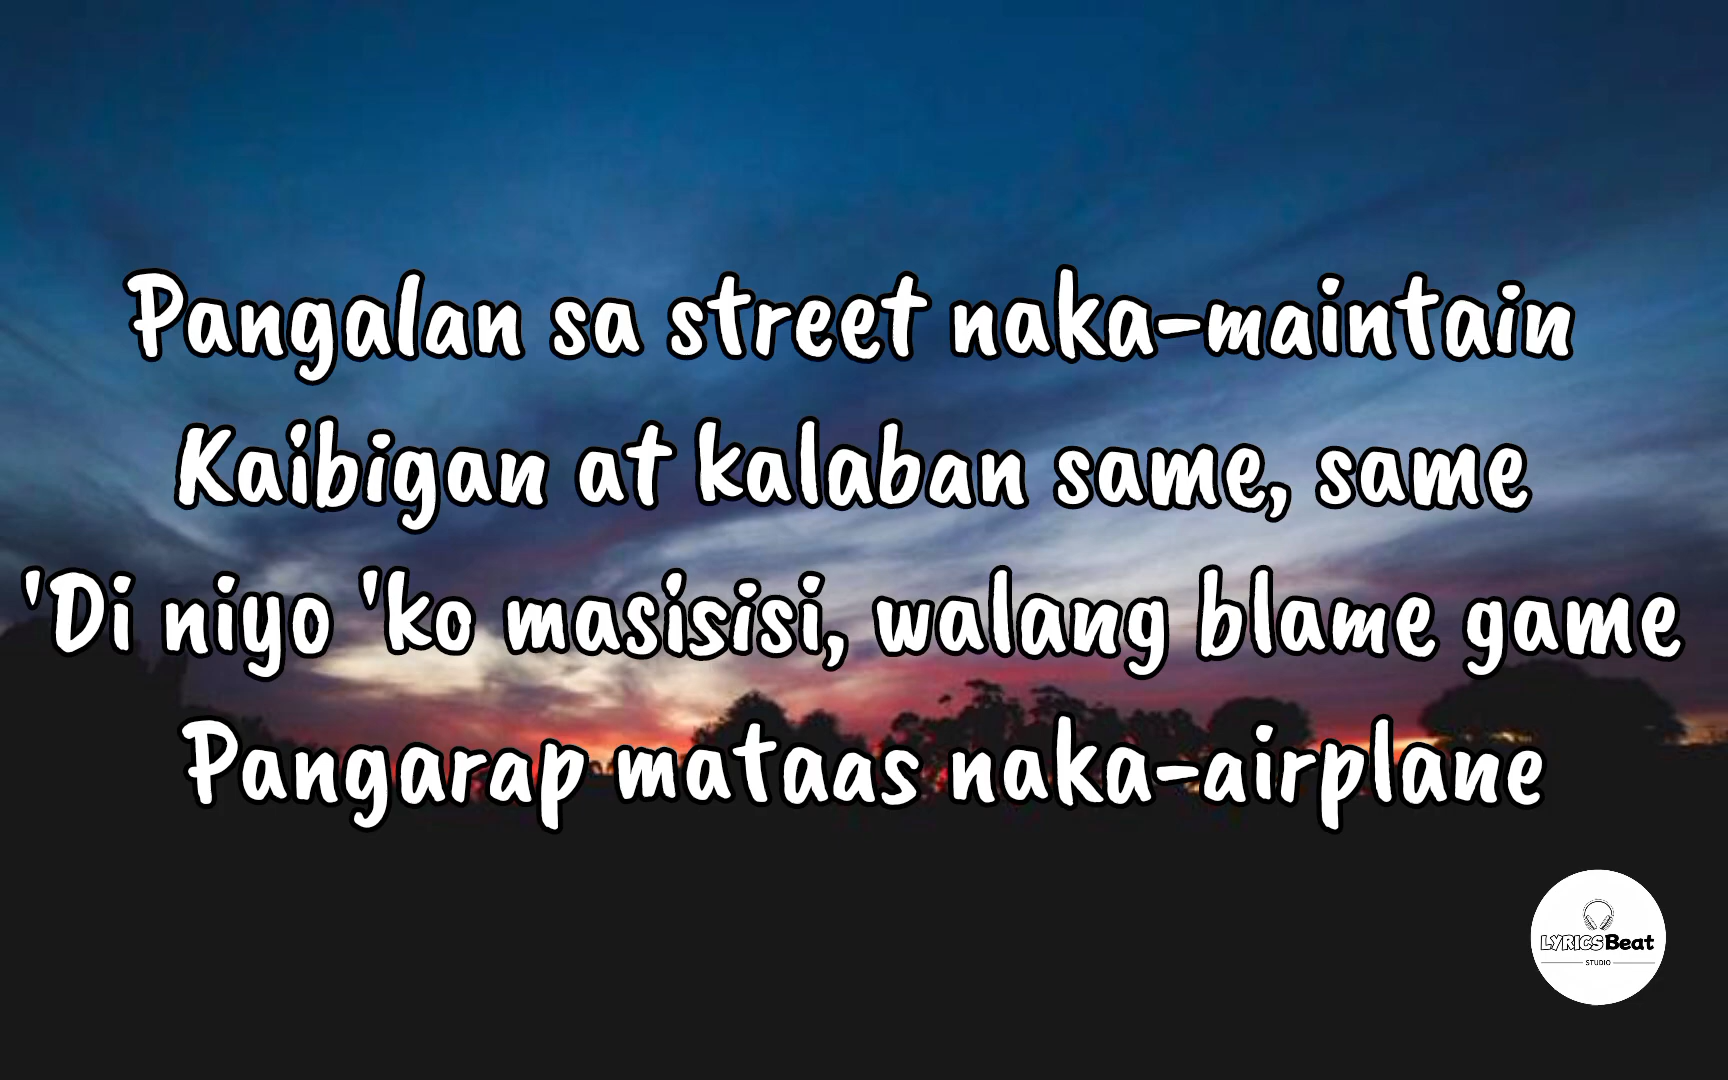 Pangalan sa street naka-maintain
Kaibigan at kalaban same, same
'Di niyo 'ko masisisi, walang blame game
Pangarap mataas naka-airplane
LYRICSBeat
STUDIO